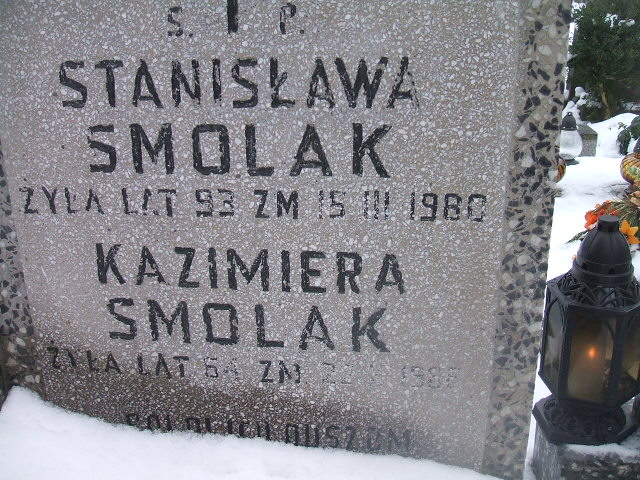 Ś. P.
STANISŁAWA
SMOLAK
ŻYŁA LAT 93 ZM 15 III 1980
KAZIMIERA
SMOLAK
ŻYŁA LAT 64 ZM